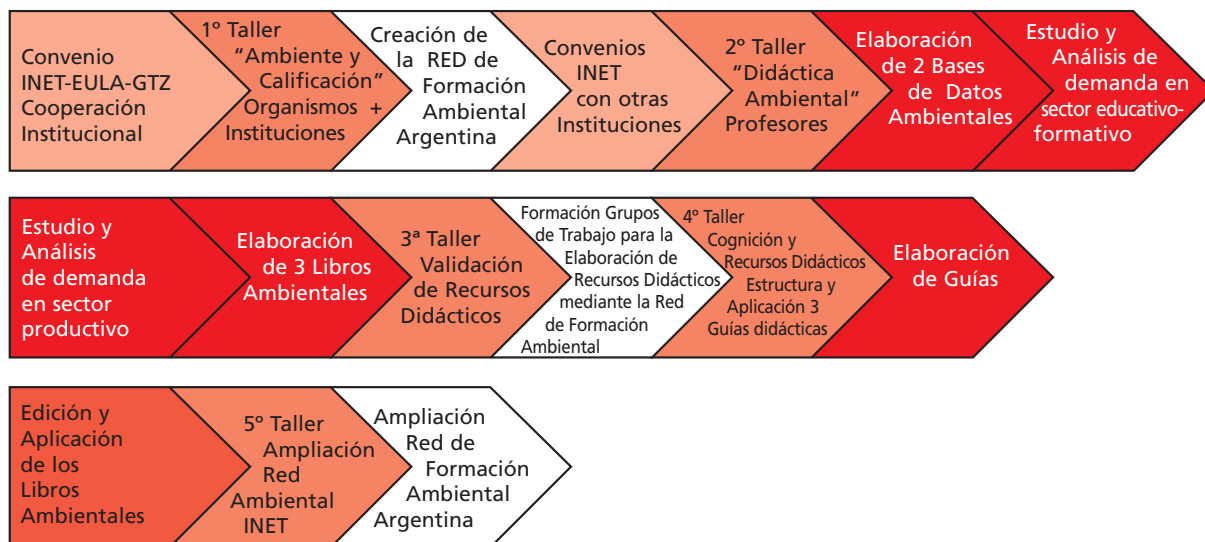 Convenio
INET-EULA-GTZ
Cooperación
Institucional
1º Taller
“Ambiente y
Calificación”
Organismos +
Instituciones
Creación de
la RED de
Formación
Ambiental
Argentina
Convenios
INET
con otras
Instituciones
2º Taller
“Didáctica
Ambiental”
Profesores
Elaboración
de 2 Bases
de Datos
Ambientales
Estudio y
Análisis de
demanda en
sector educativo-
formativo
Estudio y
Análisis
de demanda
en sector
productivo
Elaboración
de 3 Libros
Ambientales
3ª Taller
Validación
de Recursos
Didácticos
Formación Grupos
de Trabajo para la
Elaboración de
Recursos Didácticos
mediante la Red
de Formación
Ambiental
4º Taller
Cognición y
Recursos Didácticos
Estructura y
Aplicación 3
Guías didácticas
Elaboración
de Guías
Edición y
Aplicación
de los
Libros
Ambientales
5º Taller
Ampliación
Red
Ambiental
INET
Ampliación
Red de
Formación
Ambiental
Argentina